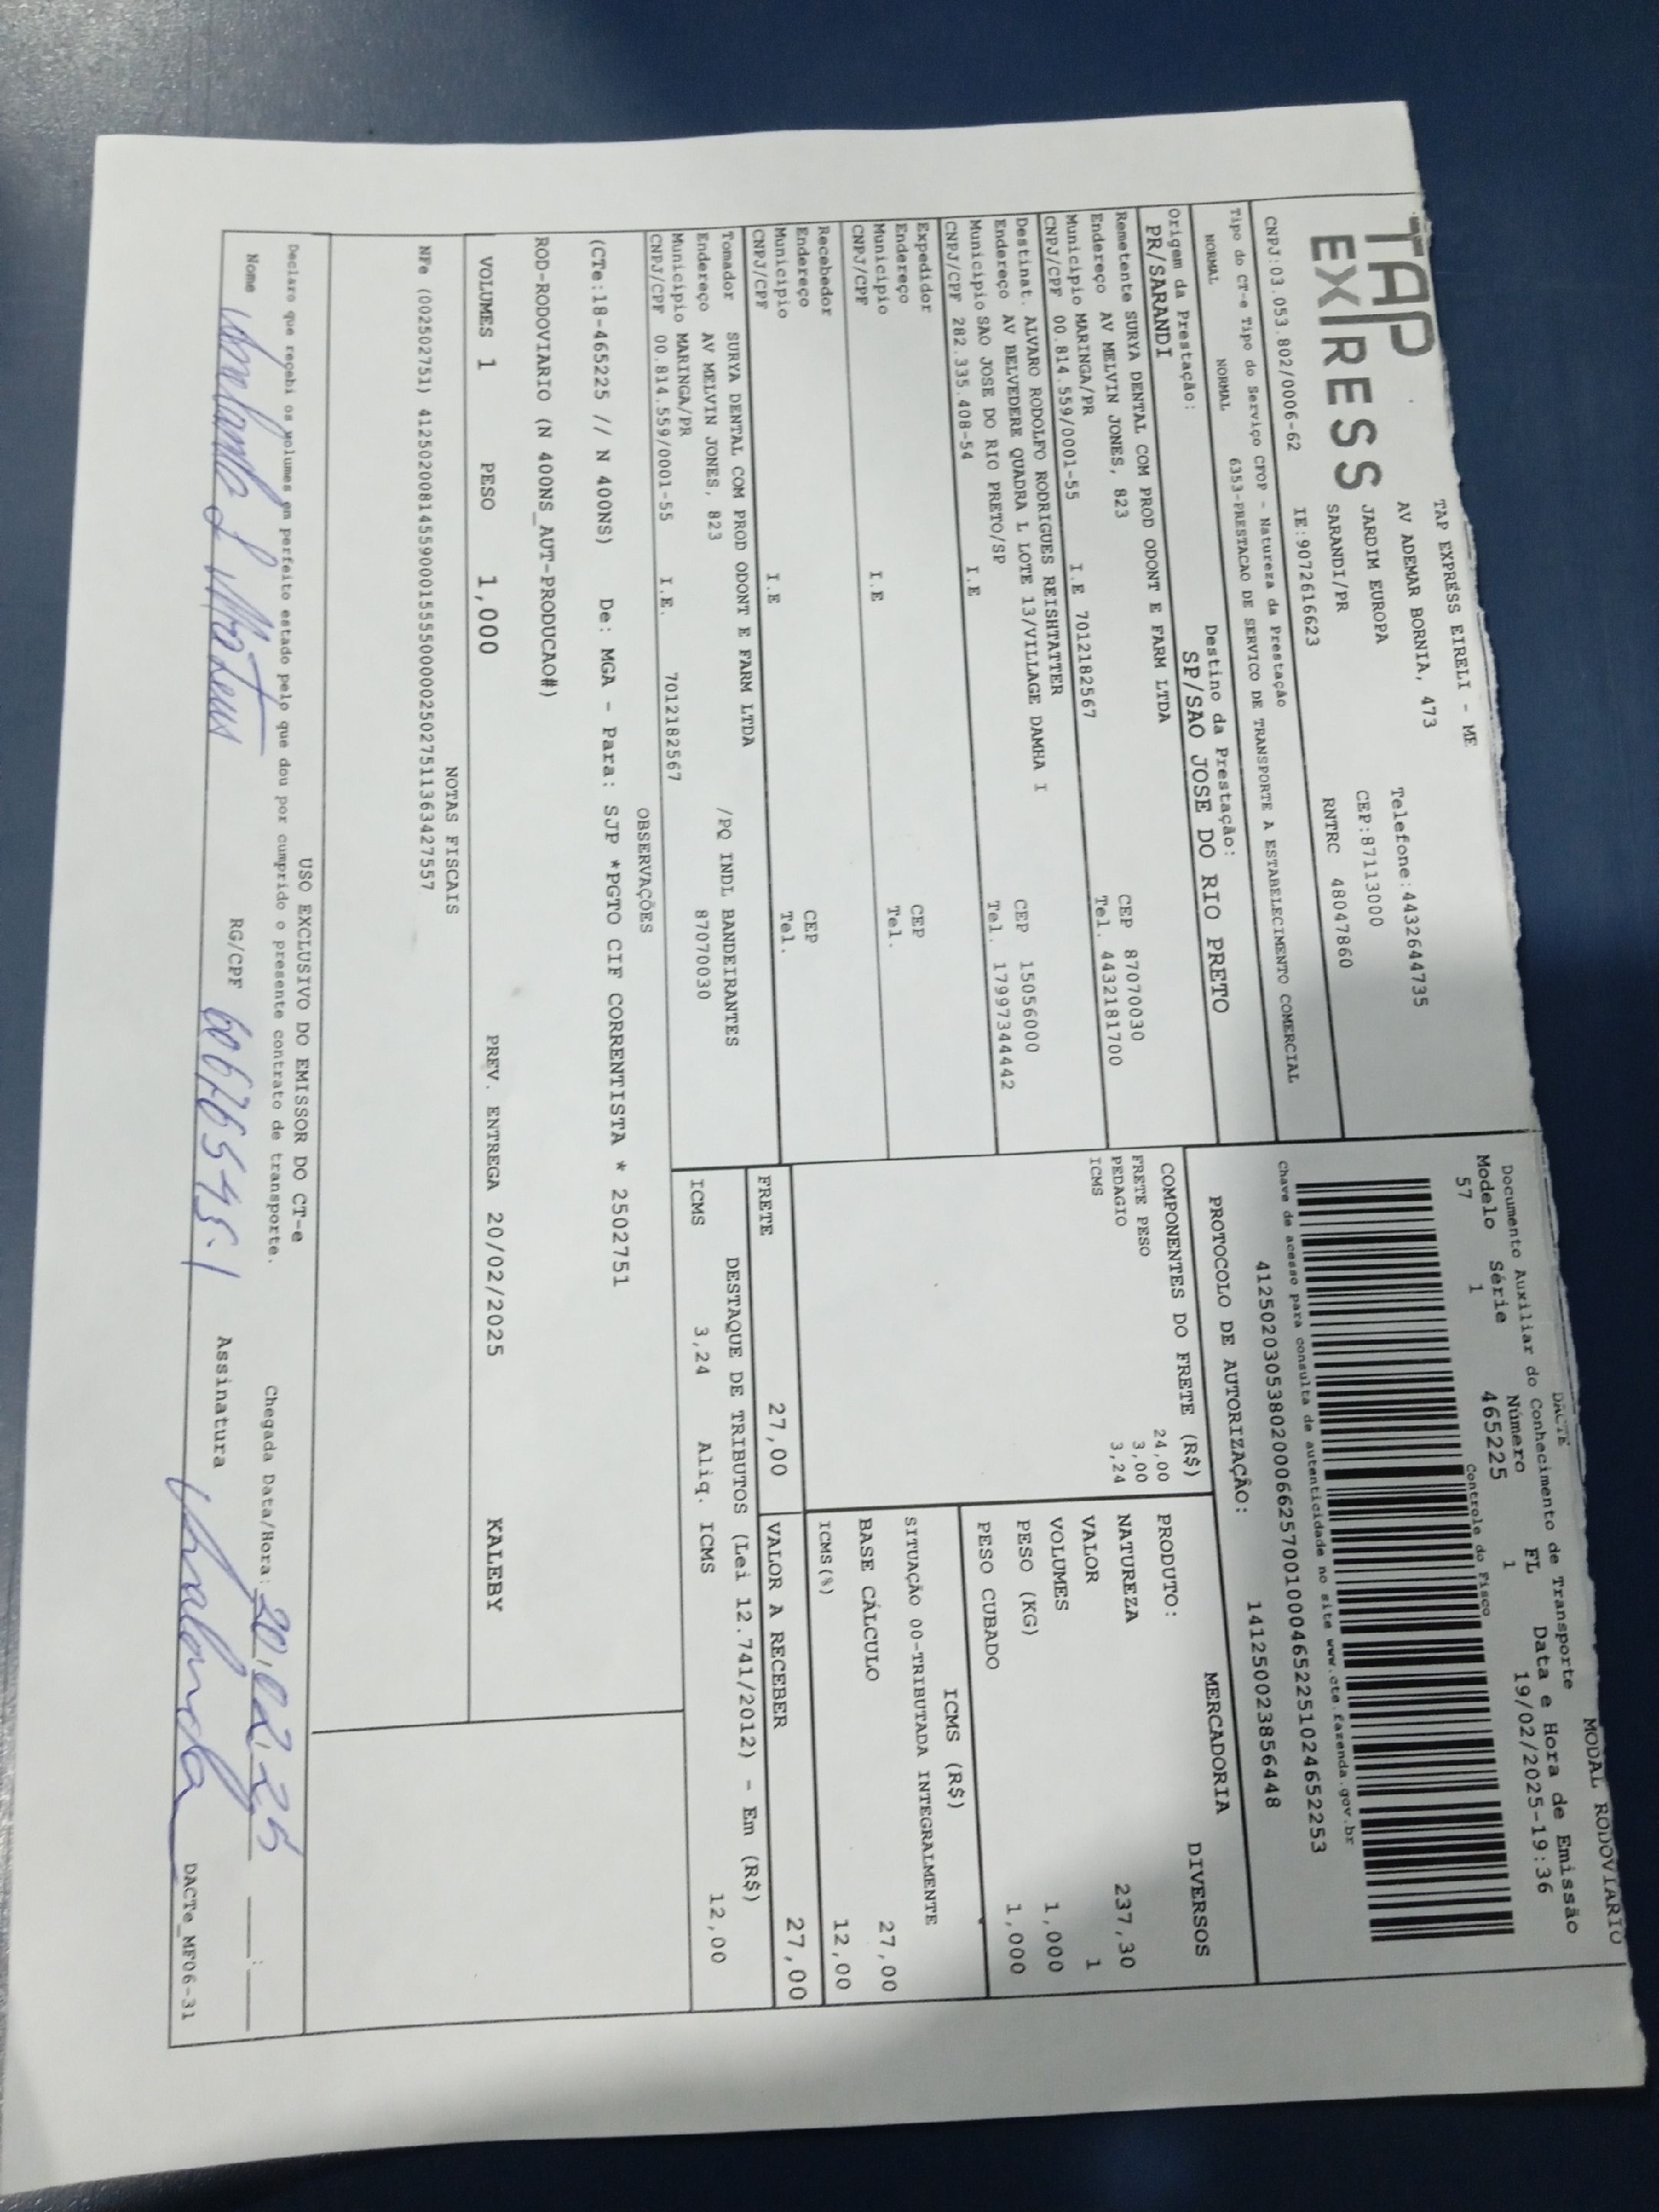 TAP EXPRESS
TAP EXPRESS EIRELI - ME
AV ADEMAR BORNIA, 473
Telefone:4432644735
JARDIM EUROPA
CEP:87113000
SARANDI/PR
RNTRC 48047860
CNPJ:03.053.802/0006-62 IE:9072616623
Tipo do CT-e Tipo do Serviço CFOP - Natureza da Prestação
NORMAL NORMAL 6353-PRESTACAO DE SERVICO DE TRANSPORTE A ESTABELECIMENTO COMERCIAL
Origem da Prestação: Destino da Prestação:
PR/SARANDI SP/SAO JOSE DO RIO PRETO
Remetente SURYA DENTAL COM PROD ODONT E FARM LTDA
Endereço AV MELVIN JONES, 823 CEP 87070030
Município MARINGA/PR Tel. 4432181700
CNPJ/CPF 00.814.559/0001-55 I.E 7012182567
Destinat. ALVARO RODOLFO RODRIGUES REISHTATTER
Endereço AV BELVEDERE QUADRA L LOTE 13/VILLAGE DAMHA I CEP 15056000
Município SAO JOSE DO RIO PRETO/SP Tel. 17997344442
CNPJ/CPF 282.335.408-54 I.E
Expedidor
Endereço CEP
Município Tel.
CNPJ/CPF I.E
Recebedor
Endereço CEP
Município Tel.
CNPJ/CPF I.E
Tomador SURYA DENTAL COM PROD ODONT E FARM LTDA
Endereço AV MELVIN JONES, 823 /PQ INDL BANDEIRANTES
Município MARINGA/PR 87070030
CNPJ/CPF 00.814.559/0001-55 I.E. 7012182567
MODAL RODOVIARIO
DACTE
Documento Auxiliar do Conhecimento de Transporte
Modelo Série Número FL Data e Hora de Emissão
57 1 465225 1 19/02/2025-19:36
Controle do Fisco
Chave de acesso para consulta de autenticidade no site www.cte.fazenda.gov.br
41250203053802000662570010004652251024652253
PROTOCOLO DE AUTORIZAÇÃO: 141250023856448
COMPONENTES DO FRETE (R$)
FRETE PESO 24,00
PEDAGIO 3,00
ICMS 3,24
MERCADORIA
PRODUTO: DIVERSOS
NATUREZA
VALOR 237,30
VOLUMES 1
PESO (KG) 1,000
PESO CUBADO 1,000
ICMS (R$)
SITUAÇÃO 00-TRIBUTADA INTEGRALMENTE
BASE CÁLCULO 27,00
ICMS(%) 12,00
FRETE 27,00 VALOR A RECEBER 27,00
DESTAQUE DE TRIBUTOS (Lei 12.741/2012) - Em (R$)
ICMS 3,24 Aliq. ICMS 12,00
OBSERVAÇÕES
(CTe:18-465225 // N 400NS) De: MGA - Para: SJP *PGTO CIF CORRENTISTA * 2502751
ROD-RODOVIARIO (N 400NS_AUT-PRODUCAO#)
VOLUMES 1 PESO 1,000 PREV. ENTREGA 20/02/2025 KALEBY
NOTAS FISCAIS
NFe (002502751) 41250200814559000155550000025027511363427557
USO EXCLUSIVO DO EMISSOR DO CT-e
Declaro que recebi os volumes em perfeito estado pelo que dou por cumprido o presente contrato de transporte.
Chegada Data/Hora: 20/02/25
Nome RG/CPF Assinatura
DACTe_MF06-31